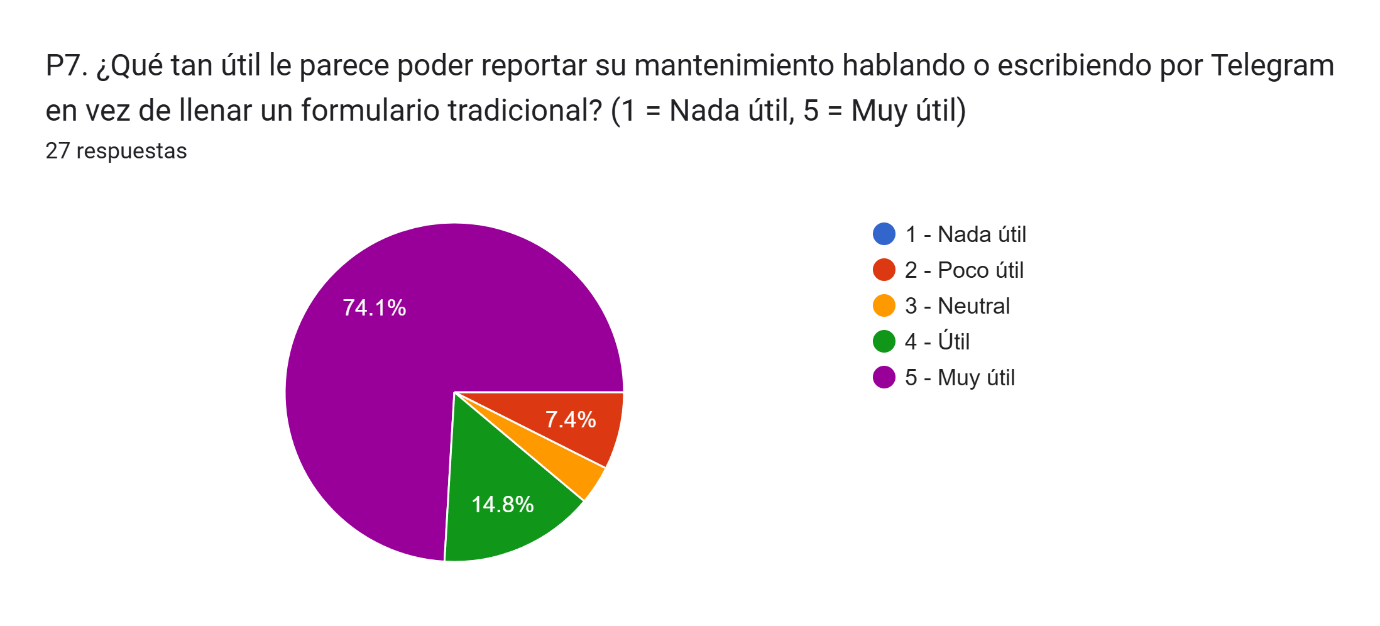 P7. ¿Qué tan útil le parece poder reportar su mantenimiento hablando o escribiendo por Telegram
en vez de llenar un formulario tradicional? (1 = Nada útil, 5 = Muy útil)
27 respuestas
74.1%
7.4%
14.8%
1 - Nada útil
2 - Poco útil
3 - Neutral
4 - Útil
5 - Muy útil